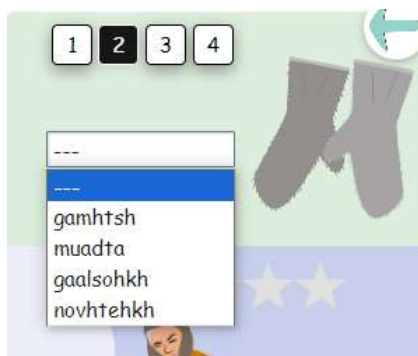 1 2 3 4
---
---
gamhtsh
muadta
gaalsohkh
novhtehkh